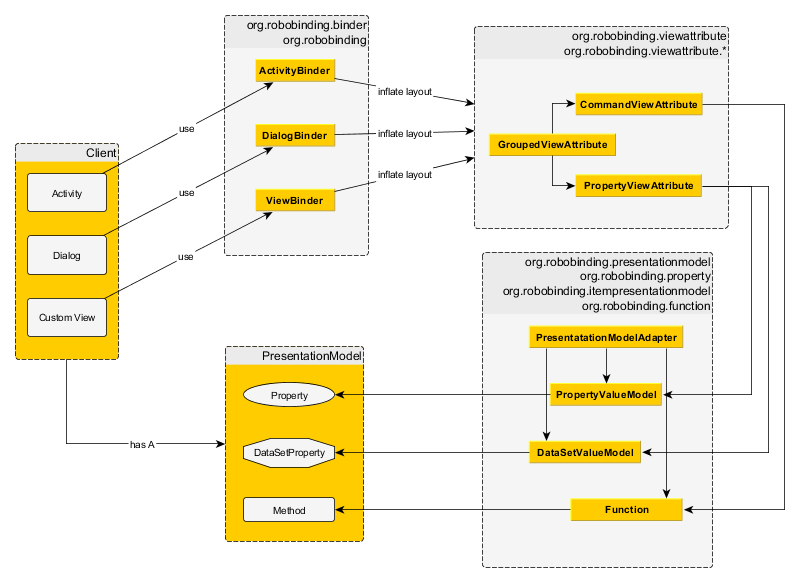 org.robobinding.binder
org.robobinding
ActivityBinder
DialogBinder
ViewBinder
org.robobinding.viewattribute
org.robobinding.viewattribute.*
CommandViewAttribute
GroupedViewAttribute
PropertyViewAttribute
inflate layout
inflate layout
inflate layout
use
use
use
Client
Activity
Dialog
Custom View
has A
org.robobinding.presentationmodel
org.robobinding.property
org.robobinding.itempresentationmodel
org.robobinding.function
PresentatationModelAdapter
PropertyValueModel
DataSetValueModel
Function
PresentationModel
Property
DataSetProperty
Method